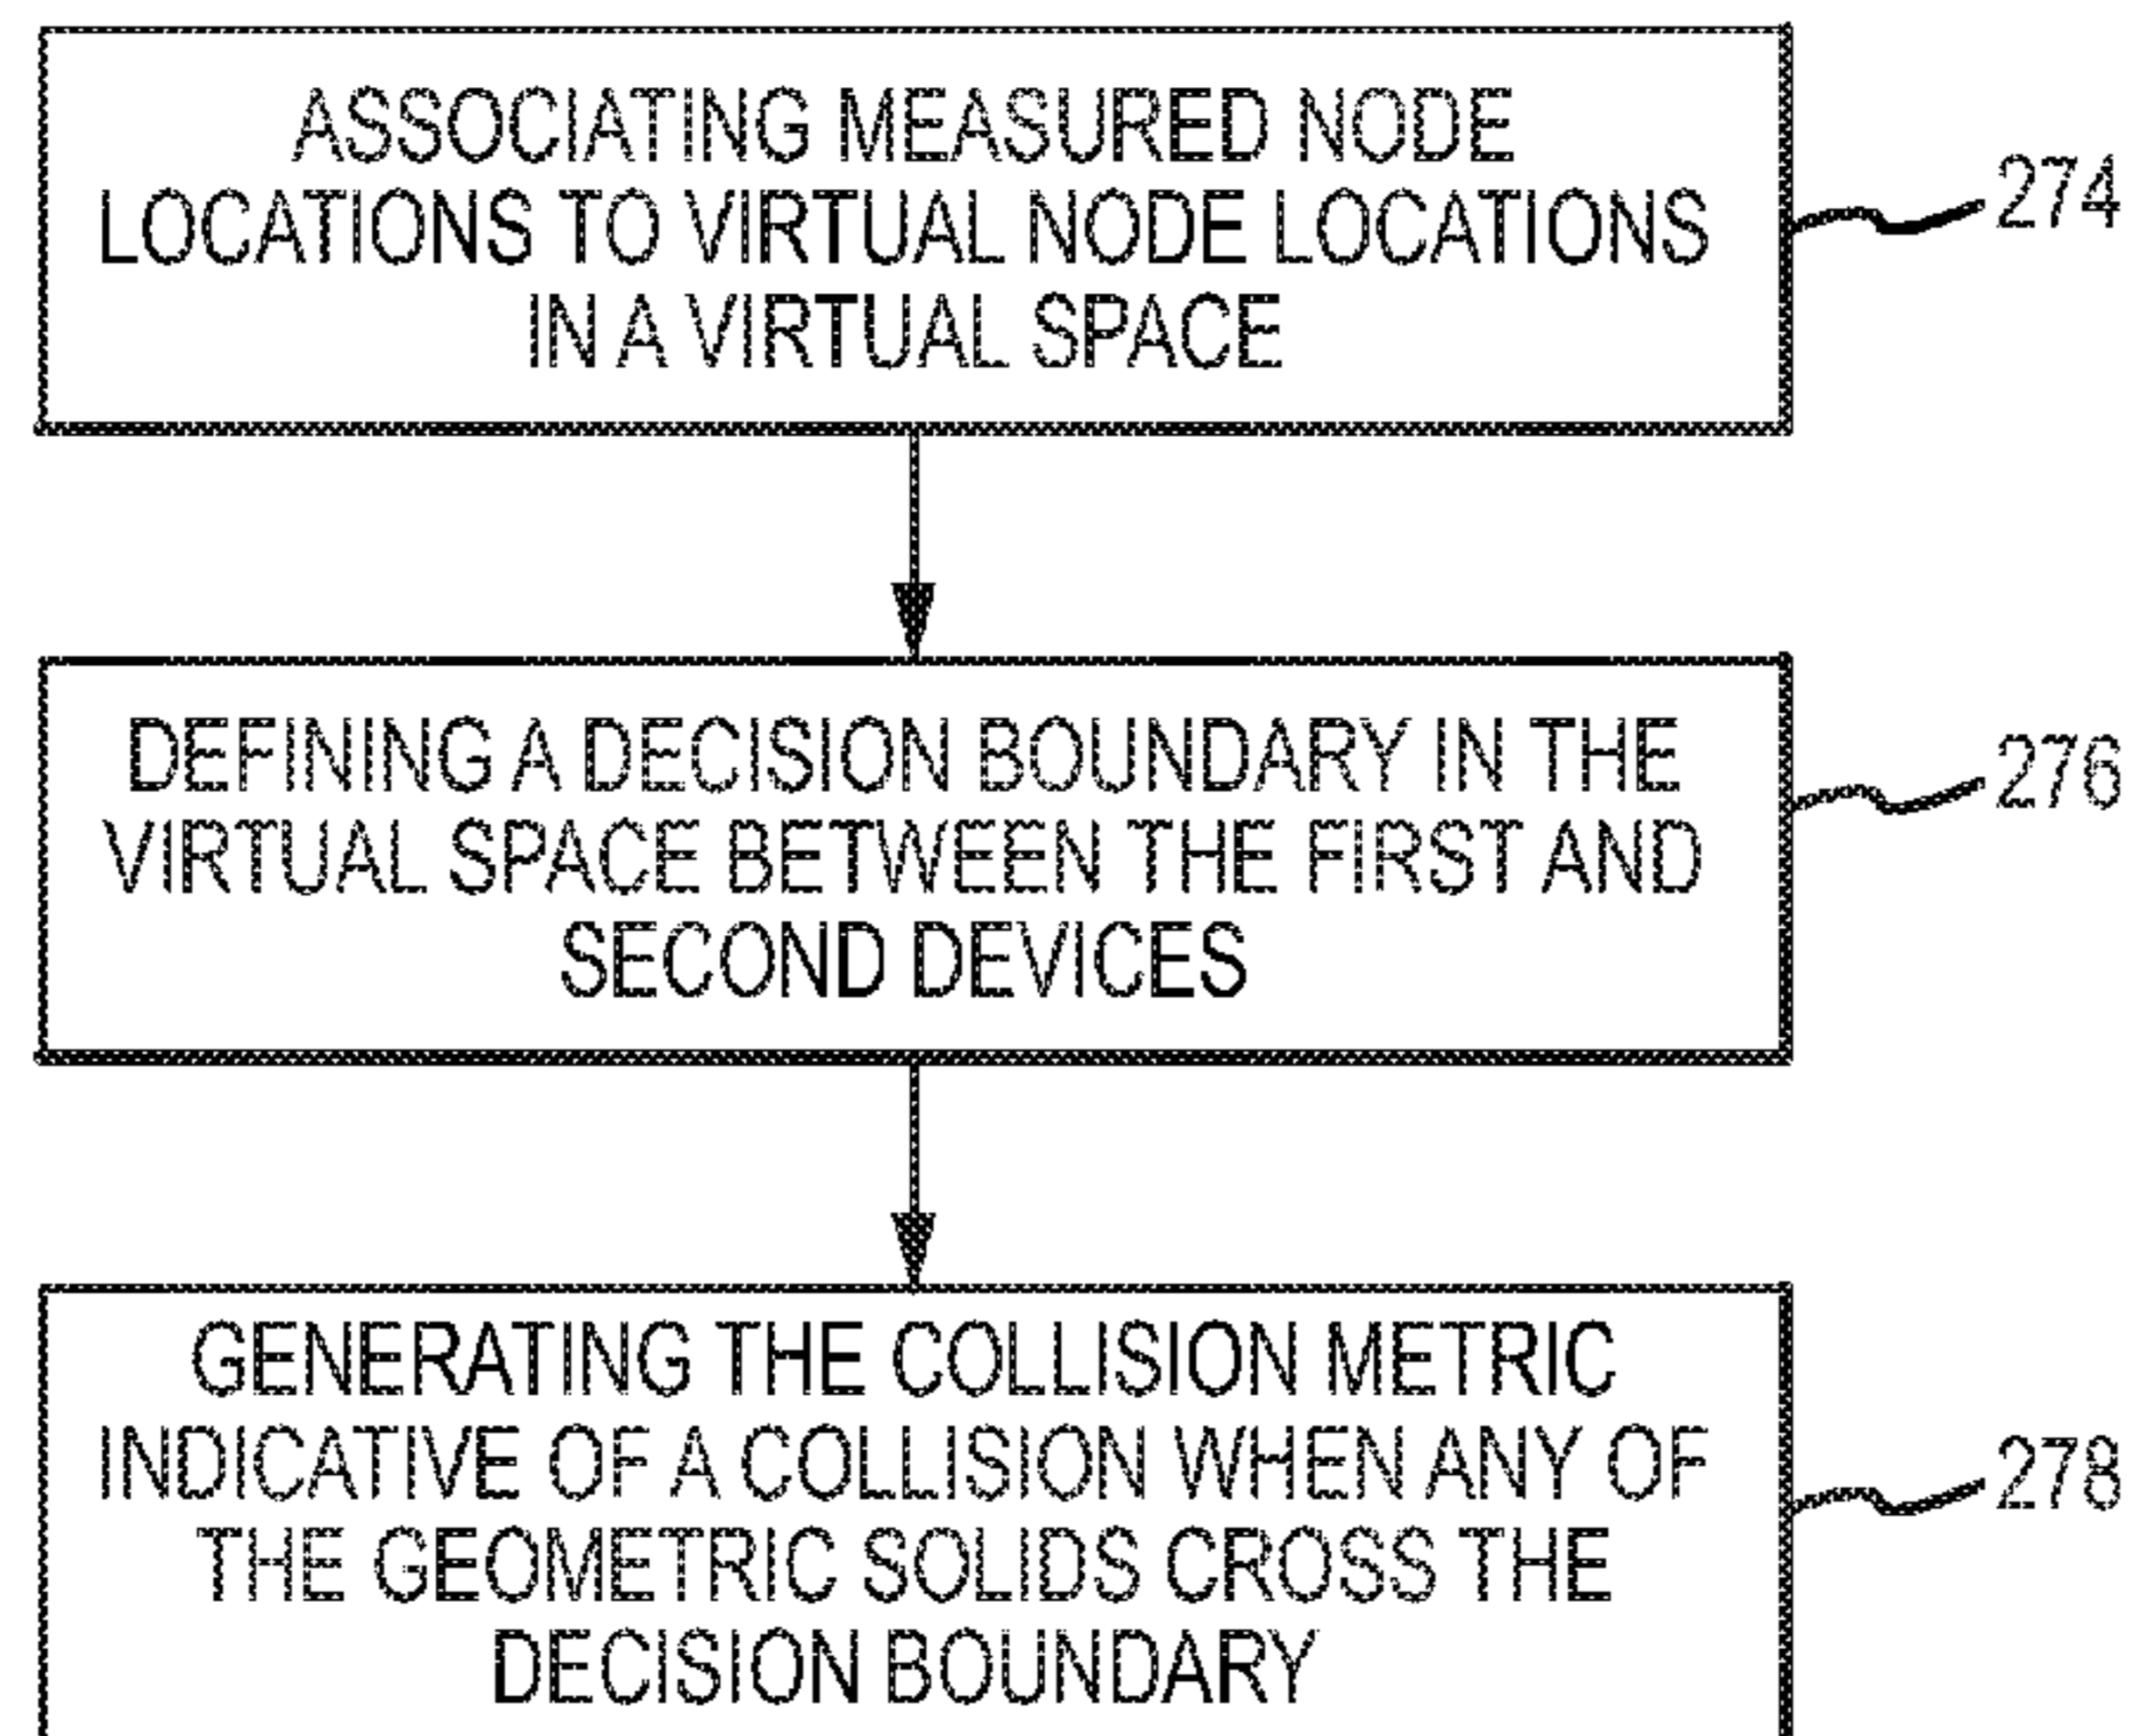 ASSOCIATING MEASURED NODE
LOCATIONS TO VIRTUAL NODE LOCATIONS
IN A VIRTUAL SPACE
274
DEFINING A DECISION BOUNDARY IN THE
VIRTUAL SPACE BETWEEN THE FIRST AND
SECOND DEVICES
276
GENERATING THE COLLISION METRIC
INDICATIVE OF A COLLISION WHEN ANY OF
THE GEOMETRIC SOLIDS CROSS THE
DECISION BOUNDARY
278